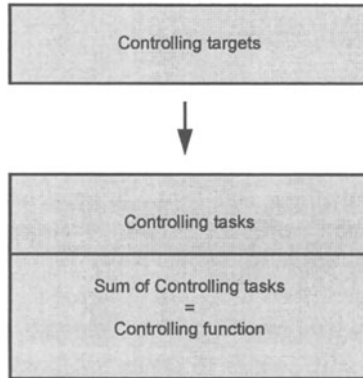 Controlling targets
Controlling tasks
Sum of Controlling tasks
=
Controlling function